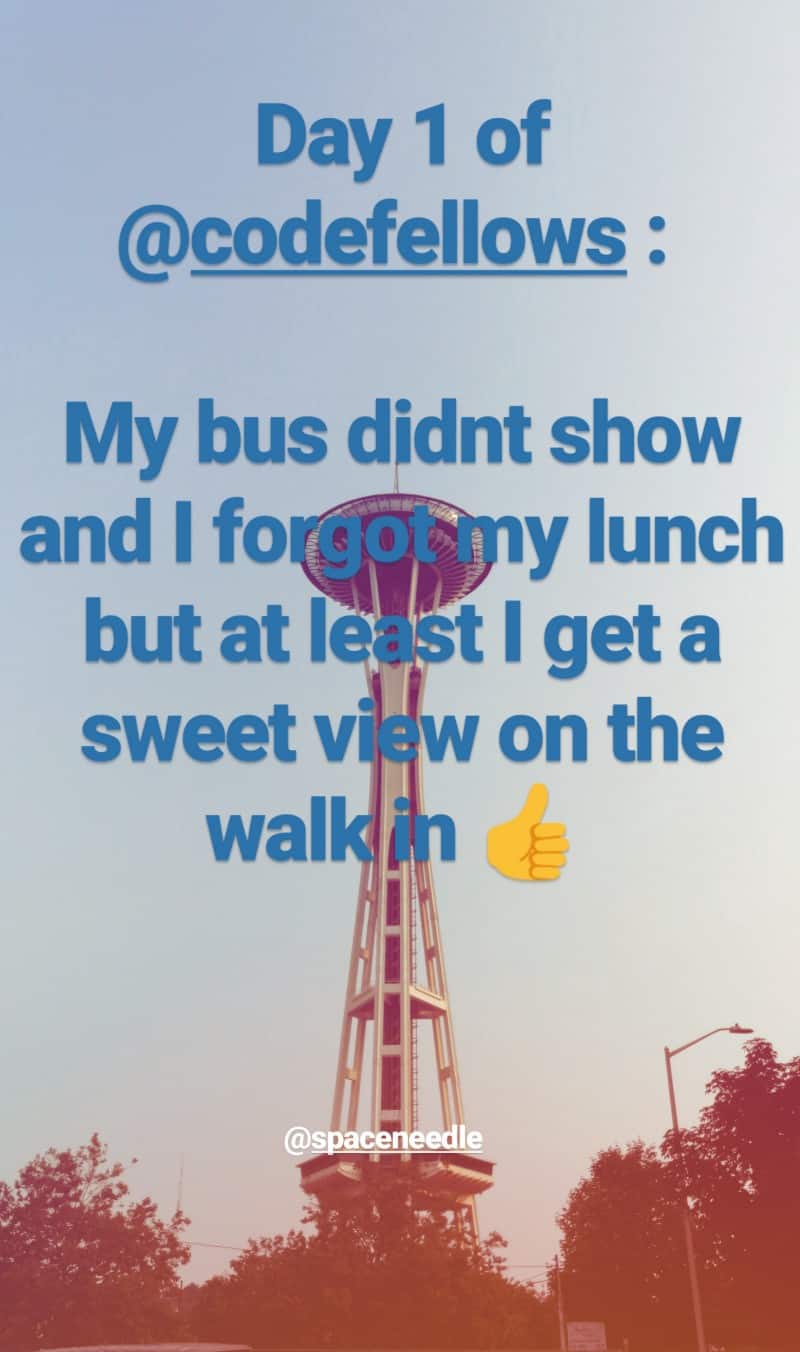 Day 1 of
@codefellows :
My bus didnt show
and I forgot my lunch
but at least I get a
sweet view on the
walk in 👍
@spaceneedle